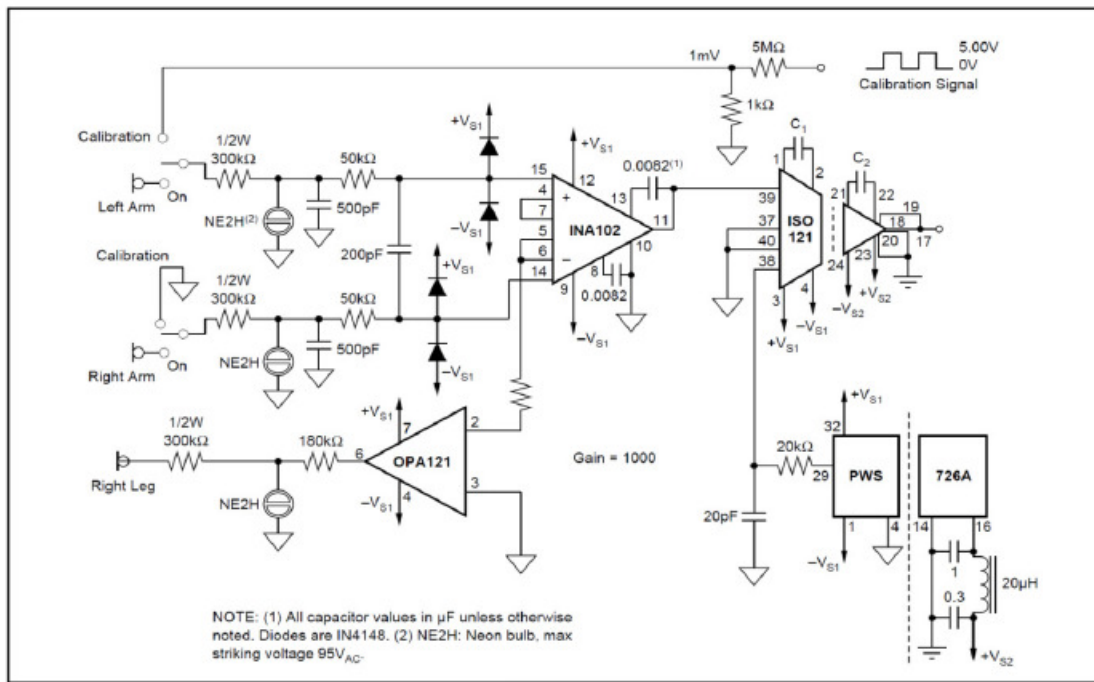 1mV
5MΩ
5.00V
0V
Calibration Signal
1kΩ
Calibration
1/2W
300kΩ
50kΩ
+VS1
+VS1
C1
C2
Left Arm
On
NE2H(2)
500pF
–VS1
15
4
7
5
6
14
+
–
12
13
0.0082(1)
11
10
INA102
8
9
0.0082
–VS1
1
2
39
37
40
38
ISO
121
3
4
+VS1
–VS1
21
22
19
18
20
17
24
23
–VS2
+VS2
200pF
Calibration
1/2W
300kΩ
50kΩ
+VS1
Right Arm
On
NE2H
500pF
–VS1
1/2W
300kΩ
180kΩ
Right Leg
NE2H
+VS1
7
6
OPA121
2
3
4
–VS1
Gain = 1000
20kΩ
20pF
+VS1
32
29
PWS
1
4
–VS1
726A
14
16
1
0.3
20µH
+VS2
NOTE: (1) All capacitor values in µF unless otherwise
noted. Diodes are IN4148. (2) NE2H: Neon bulb, max
striking voltage 95VAC.